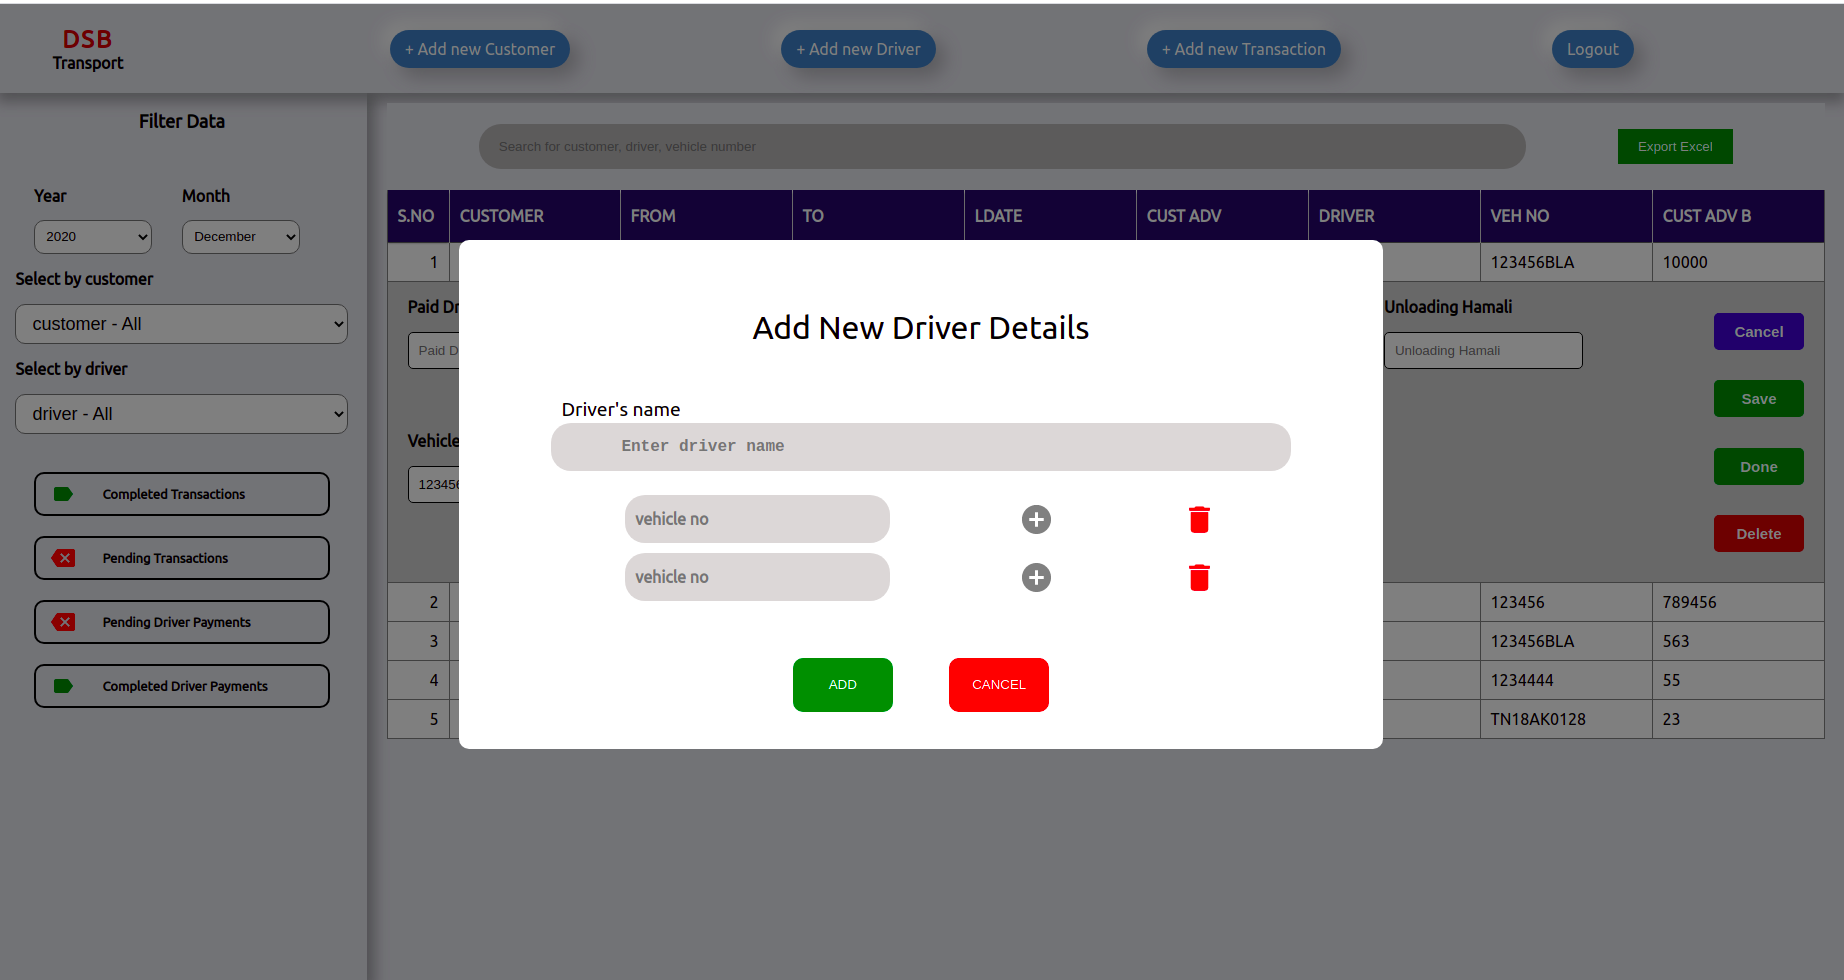 DSB
Transport
+ Add new Customer
+ Add new Driver
+ Add new Transaction
Logout
Filter Data
Year
Month
2020
December
Select by customer
customer - All
Select by driver
driver - All
Completed Transactions
Pending Transactions
Pending Driver Payments
Completed Driver Payments
Search for customer, driver, vehicle number
Export Excel
S.NO CUSTOMER FROM TO LDATE CUST ADV DRIVER VEH NO CUST ADV B
1 123456BLA 10000
Paid Dr
Unloading Hamali
Paid D
Unloading Hamali
Cancel
Save
Vehicle
123456
Done
Delete
2 123456 789456
3 123456BLA 563
4 1234444 55
5 TN18AK0128 23
Add New Driver Details
Driver's name
Enter driver name
vehicle no
vehicle no
ADD
CANCEL